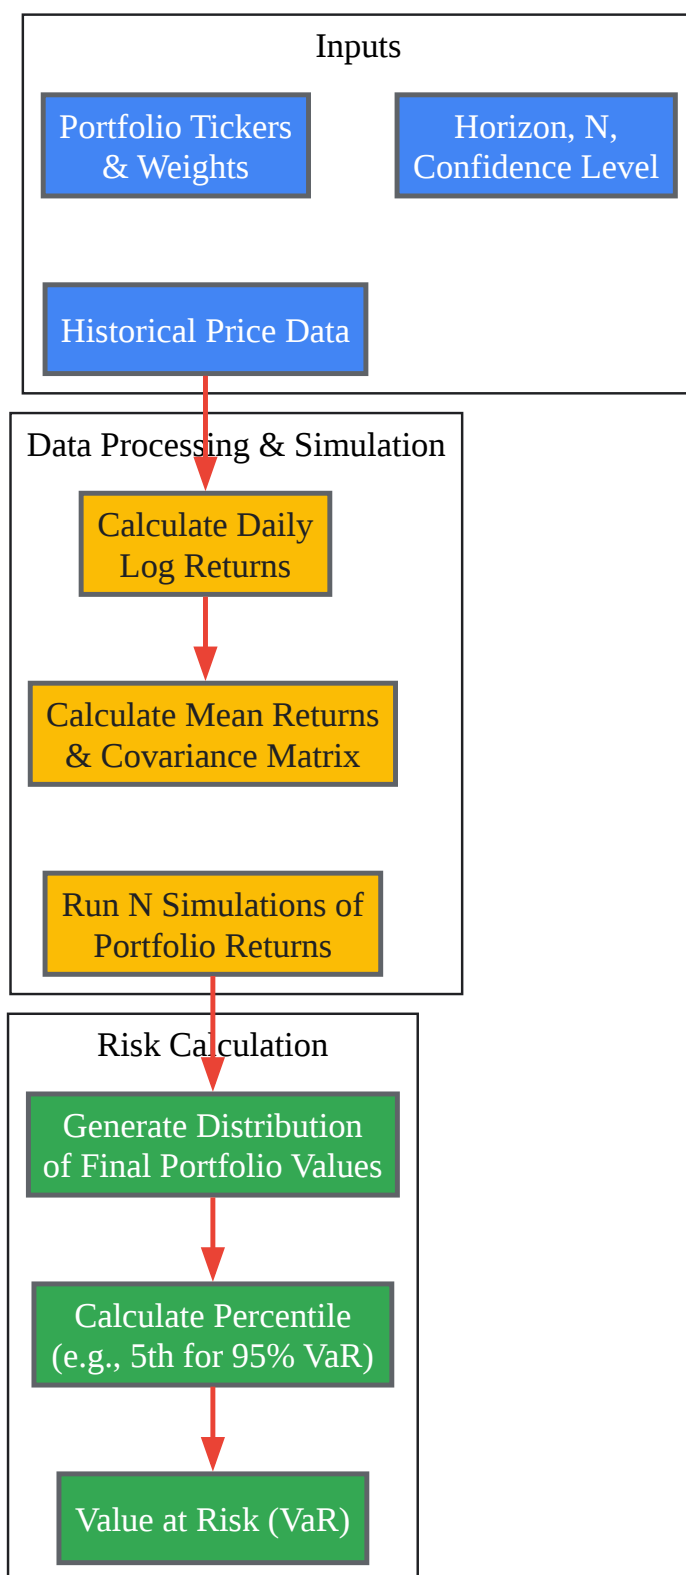 Inputs
Portfolio Tickers
& Weights
Horizon, N,
Confidence Level
Historical Price Data
Data Processing & Simulation
Calculate Daily
Log Returns
Calculate Mean Returns
& Covariance Matrix
Run N Simulations of
Portfolio Returns
Risk Calculation
Generate Distribution
of Final Portfolio Values
Calculate Percentile
(e.g., 5th for 95% VaR)
Value at Risk (VaR)